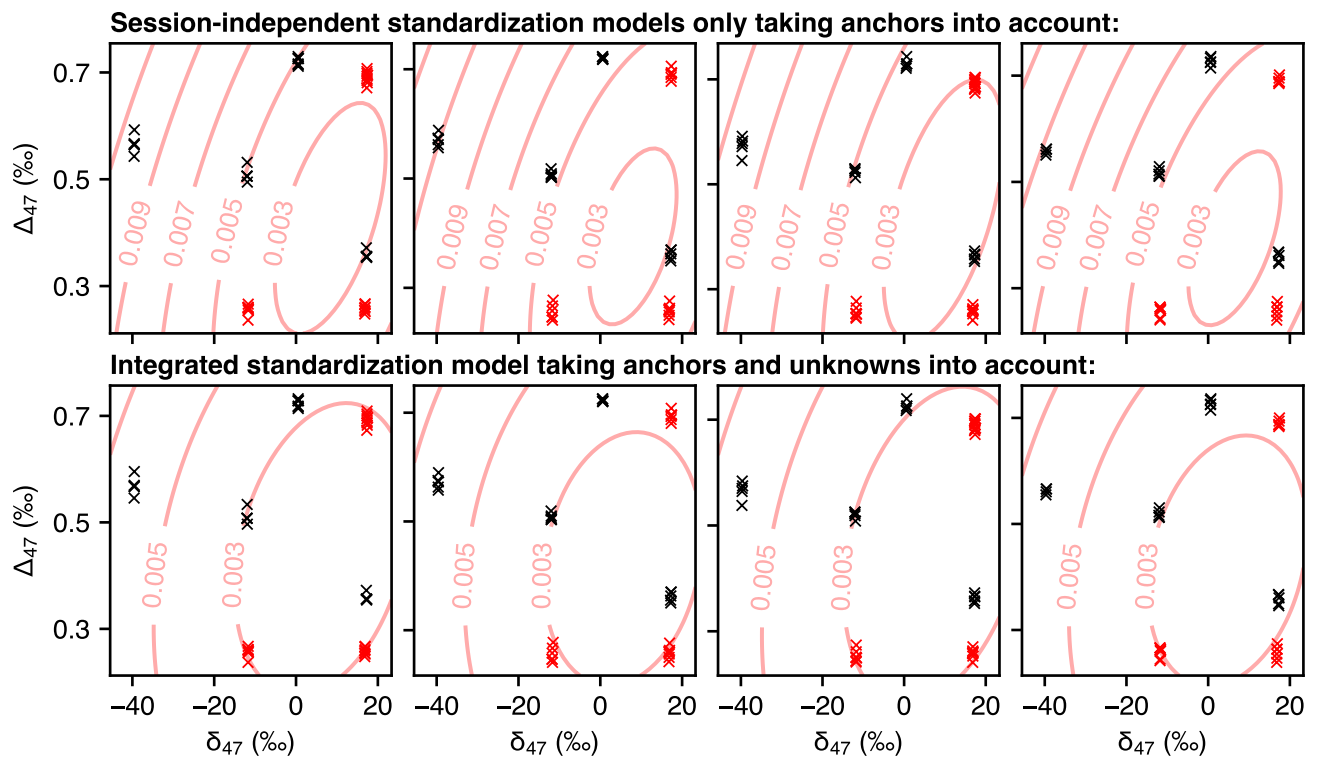 Session-independent standardization models only taking anchors into account:
Δ47 (‰)
0.7
0.5
0.3
0.009 0.007 0.005 0.003
0.009 0.007 0.005 0.003
0.009 0.007 0.005 0.003
0.009 0.007 0.005 0.003
Integrated standardization model taking anchors and unknowns into account:
Δ47 (‰)
0.7
0.5
0.3
0.005 0.003
0.005 0.003
0.005 0.003
0.005 0.003
−40 −20 0 20 −40 −20 0 20 −40 −20 0 20 −40 −20 0 20
δ47 (‰) δ47 (‰) δ47 (‰) δ47 (‰)